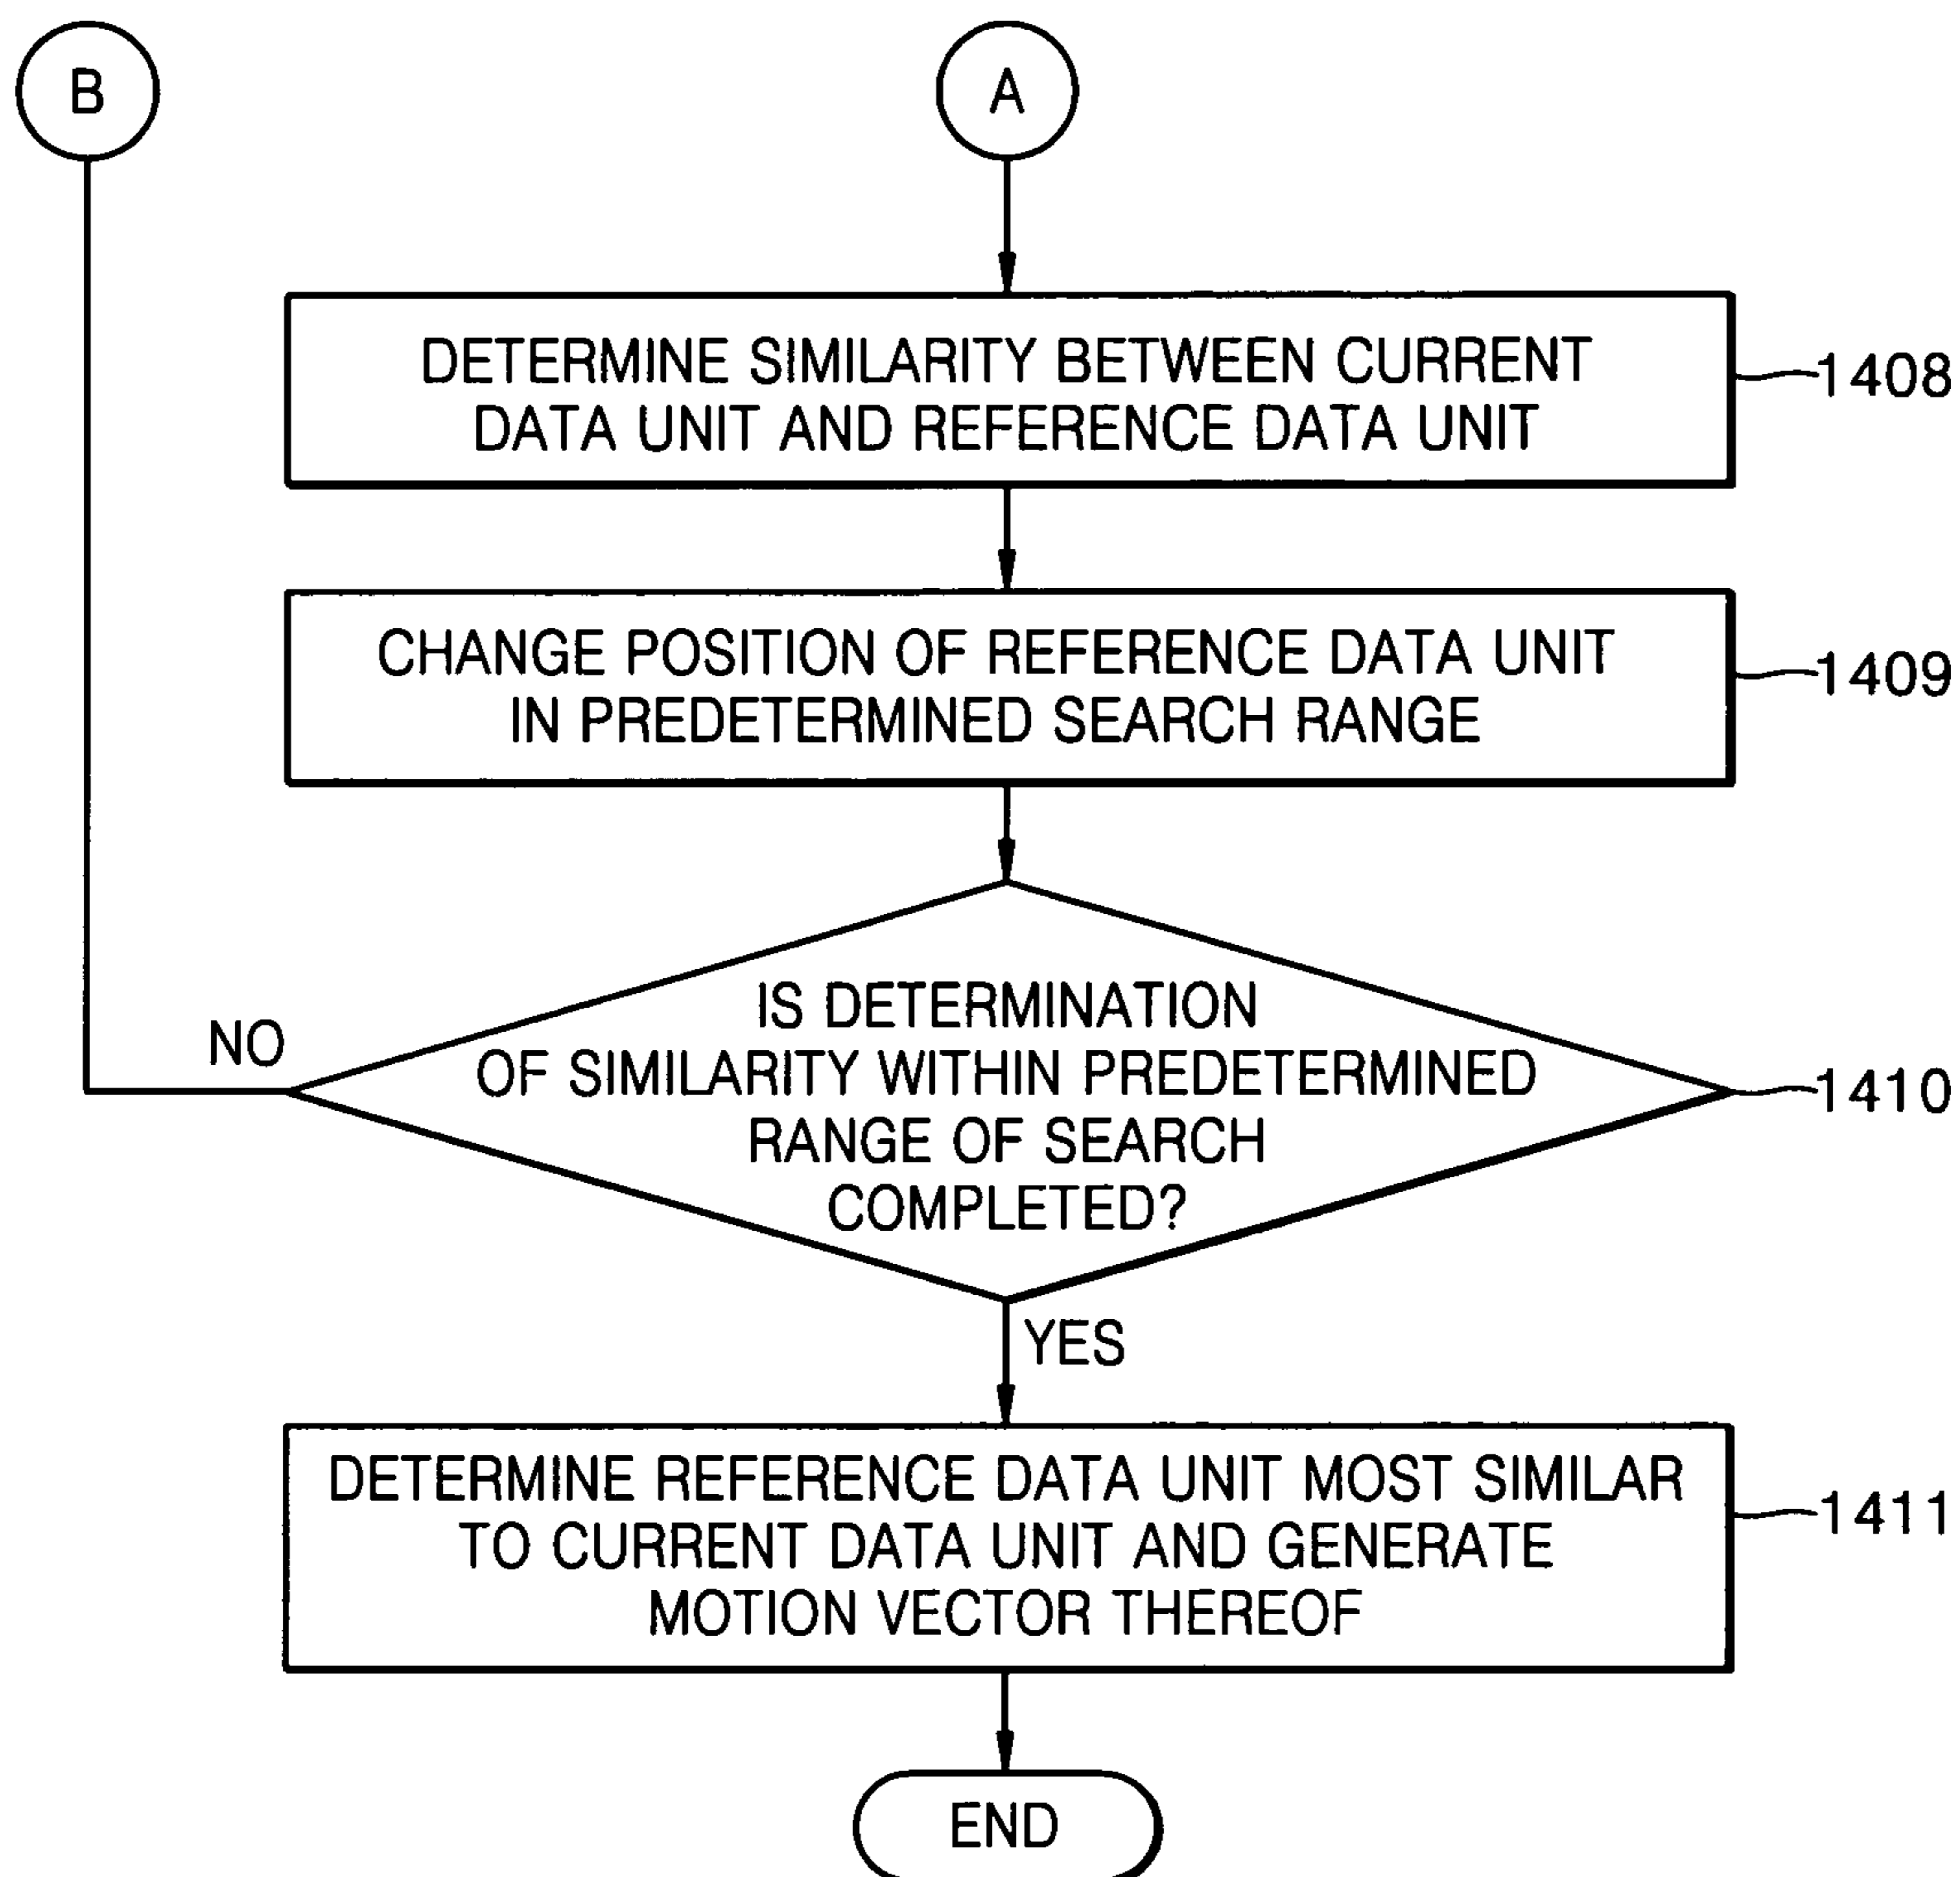 B
A
DETERMINE SIMILARITY BETWEEN CURRENT
DATA UNIT AND REFERENCE DATA UNIT
1408
CHANGE POSITION OF REFERENCE DATA UNIT
IN PREDETERMINED SEARCH RANGE
1409
IS DETERMINATION
OF SIMILARITY WITHIN PREDETERMINED
RANGE OF SEARCH
COMPLETED?
NO
1410
YES
DETERMINE REFERENCE DATA UNIT MOST SIMILAR
TO CURRENT DATA UNIT AND GENERATE
MOTION VECTOR THEREOF
1411
END